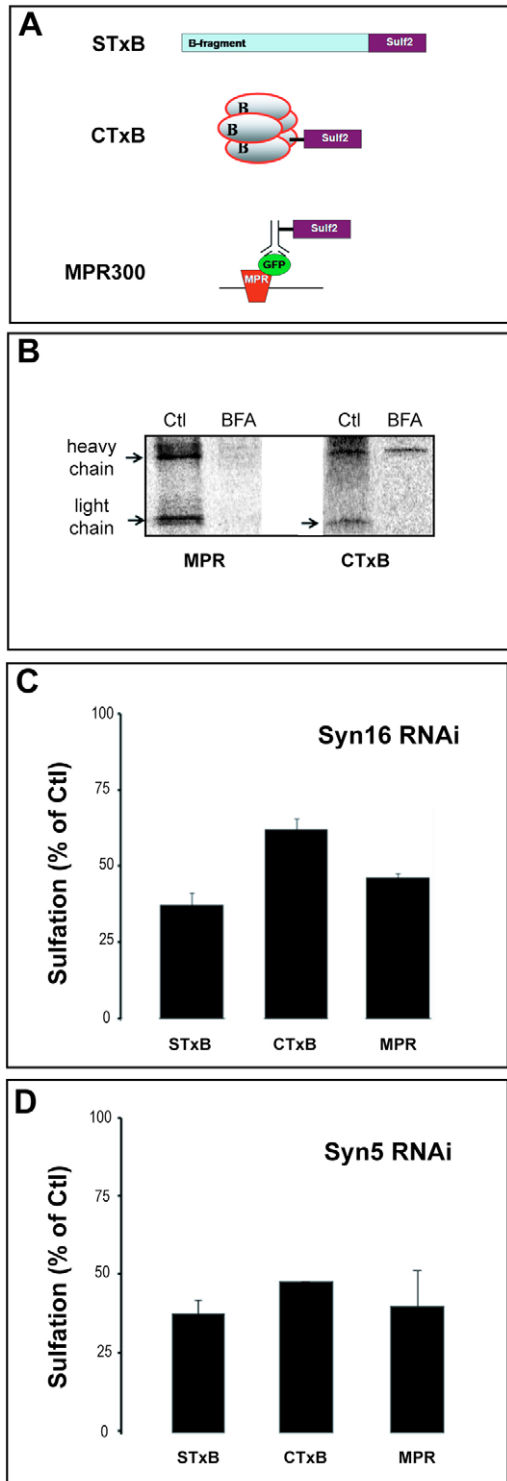 A
STxB B-fragment Sulf2
CTxB B B B Sulf2
Sulf2
GFP
MPR300 MPR
B
Ctl BFA Ctl BFA
heavy
chain
light
chain
MPR CTxB
C
Syn16 RNAi
Sulfation (% of Ctl)
100
75
50
25
0
STxB CTxB MPR
D
Syn5 RNAi
Sulfation (% of Ctl)
100
75
50
25
0
STxB CTxB MPR